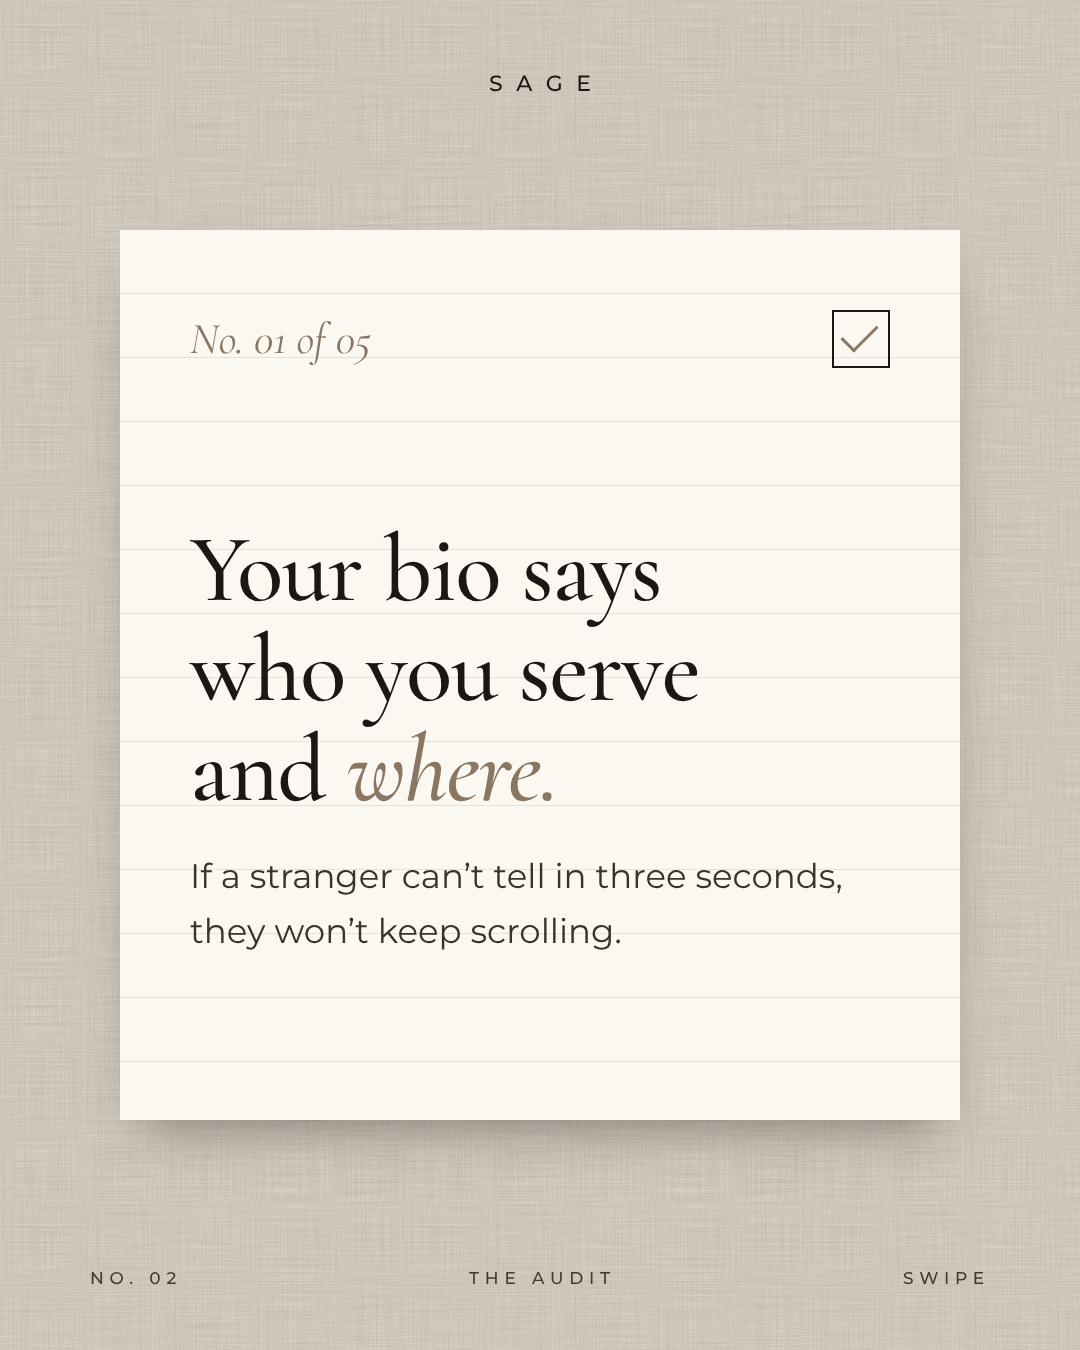 SAGE
No. 01 of 05
Your bio says
who you serve
and where.
If a stranger can’t tell in three seconds,
they won’t keep scrolling.
NO. 02
THE AUDIT
SWIPE